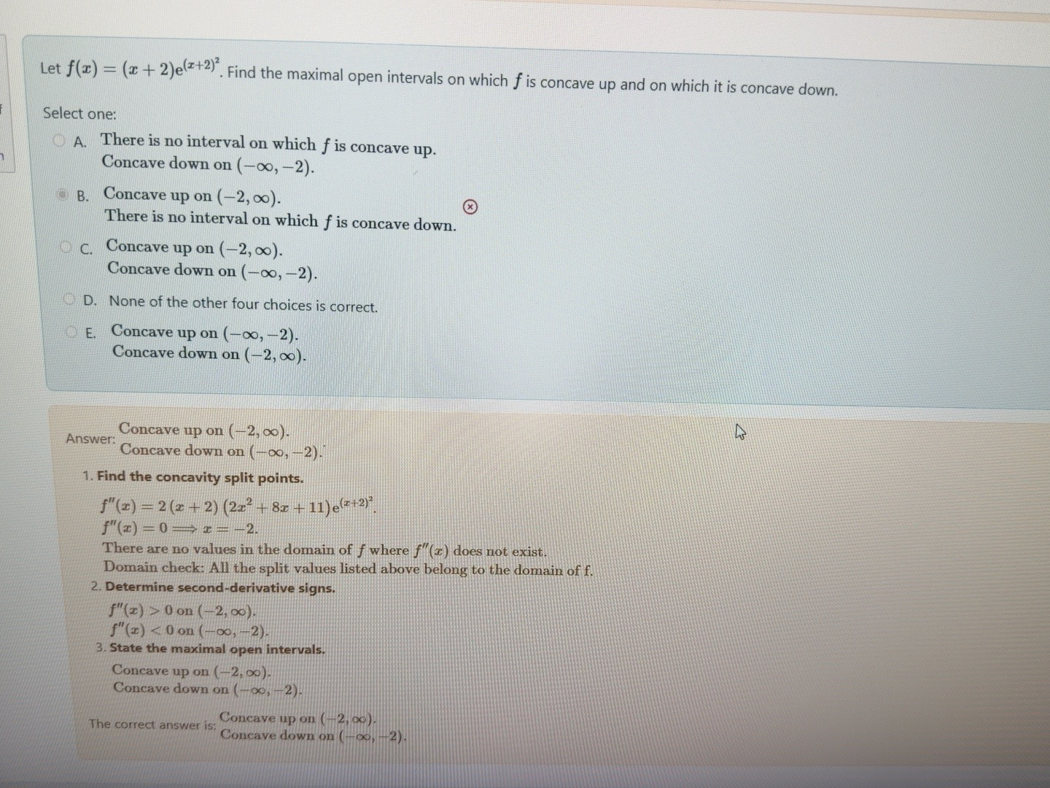 Let f(x) = (x + 2)e^{(x+2)^2}. Find the maximal open intervals on which f is concave up and on which it is concave down.
Select one:
A. There is no interval on which f is concave up.
Concave down on (−∞, −2).
B. Concave up on (−2, ∞).
There is no interval on which f is concave down.
C. Concave up on (−2, ∞).
Concave down on (−∞, −2).
D. None of the other four choices is correct.
E. Concave up on (−∞, −2).
Concave down on (−2, ∞).
Answer: Concave up on (−2, ∞).
Concave down on (−∞, −2).
1. Find the concavity split points.
f″(x) = 2 (x + 2) (2x² + 8x + 11)e^{(x+2)^2}.
f″(x) = 0 ⟹ x = −2.
There are no values in the domain of f where f″(x) does not exist.
Domain check: All the split values listed above belong to the domain of f.
2. Determine second-derivative signs.
f″(x) > 0 on (−2, ∞).
f″(x) < 0 on (−∞, −2).
3. State the maximal open intervals.
Concave up on (−2, ∞).
Concave down on (−∞, −2).
The correct answer is: Concave up on (−2, ∞).
Concave down on (−∞, −2).